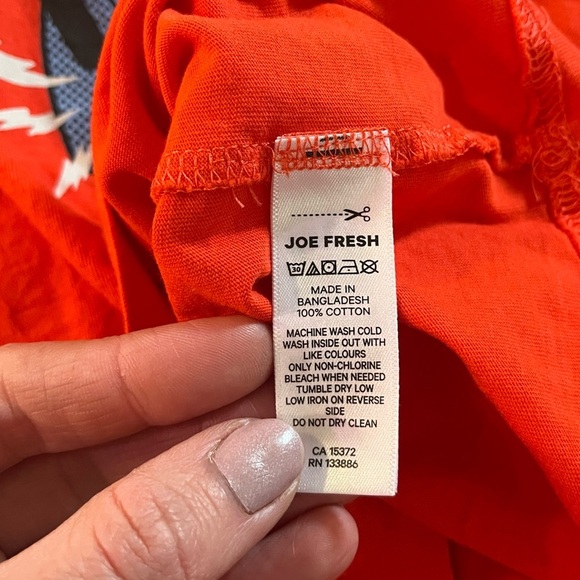 JOE FRESH
30
MADE IN
BANGLADESH
100% COTTON
MACHINE WASH COLD
WASH INSIDE OUT WITH
LIKE COLOURS
ONLY NON-CHLORINE
BLEACH WHEN NEEDED
TUMBLE DRY LOW
LOW IRON ON REVERSE
SIDE
DO NOT DRY CLEAN
CA 15372
RN 133886